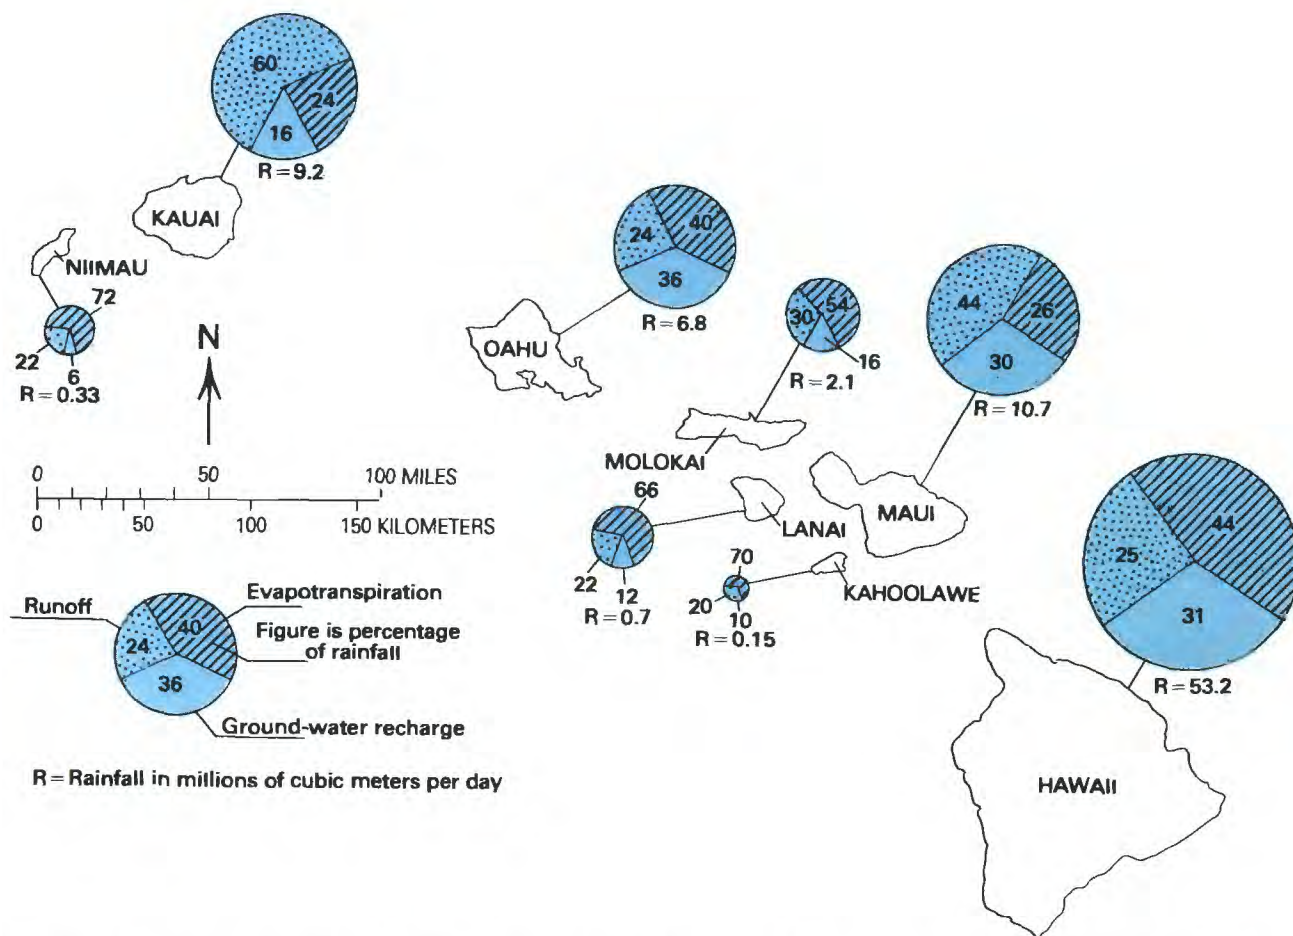 60
24
16
R=9.2
KAUAI
NIIMAU
72
22
6
R=0.33
N
24
40
36
R=6.8
OAHU
30
54
16
R=2.1
MOLOKAI
44
26
30
R=10.7
MAUI
66
22
12
R=0.7
LANAI
70
20
10
R=0.15
KAHOOLAWE
25
44
31
R=53.2
HAWAII
0 50 100 MILES
0 50 100 150 KILOMETERS
Runoff
Evapotranspiration
24
40
Figure is percentage
of rainfall
36
Ground-water recharge
R=Rainfall in millions of cubic meters per day